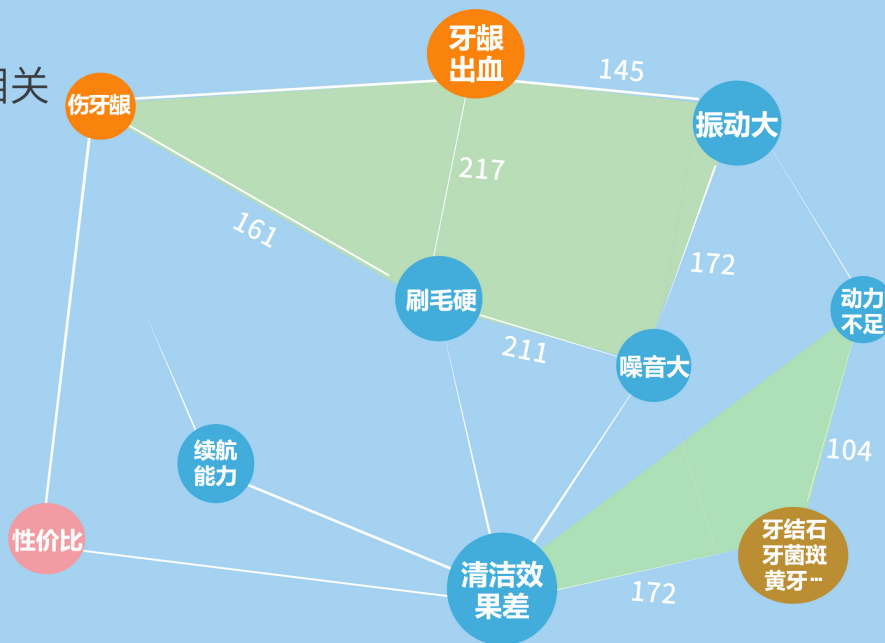 牙龈
出血
145
相关
伤牙龈
振动大
217
161
172
刷毛硬
动力
不足
211
噪音大
续航
能力
104
性价比
牙结石
牙菌斑
黄牙…
清洁效
果差
172